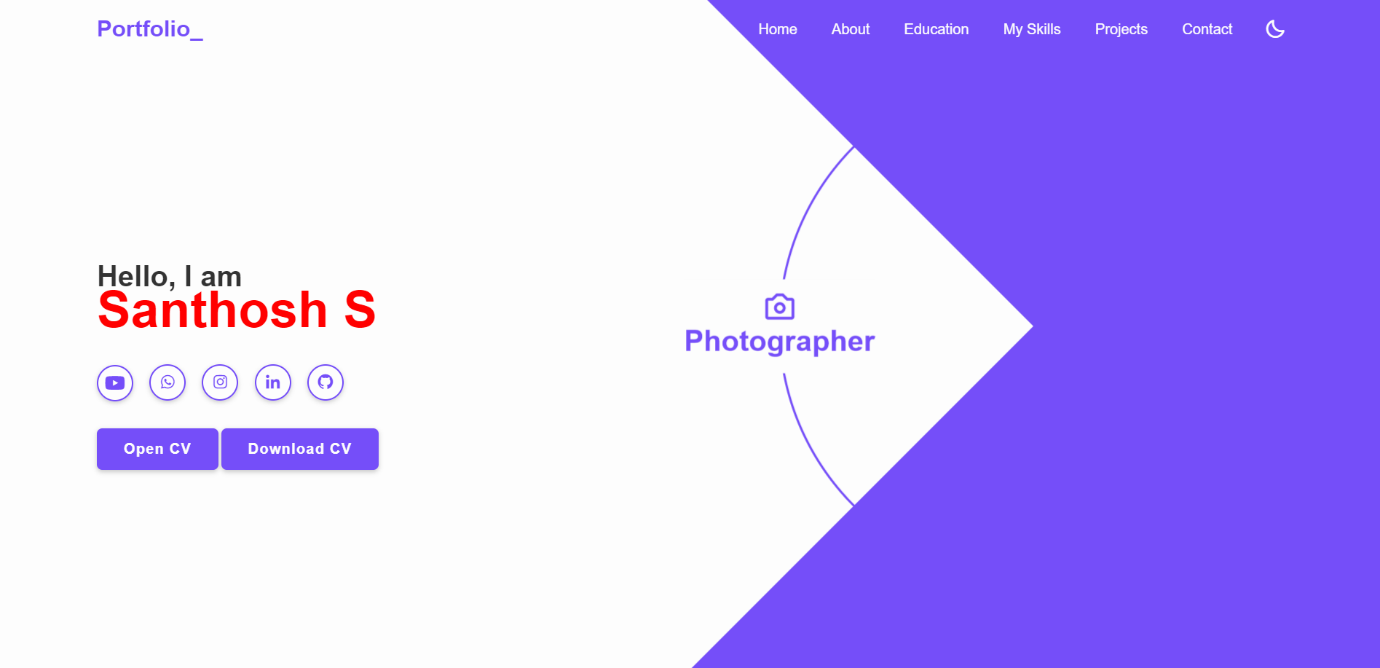 Portfolio_
Home About Education My Skills Projects Contact
Hello, I am
Santhosh S
Photographer
Open CV Download CV